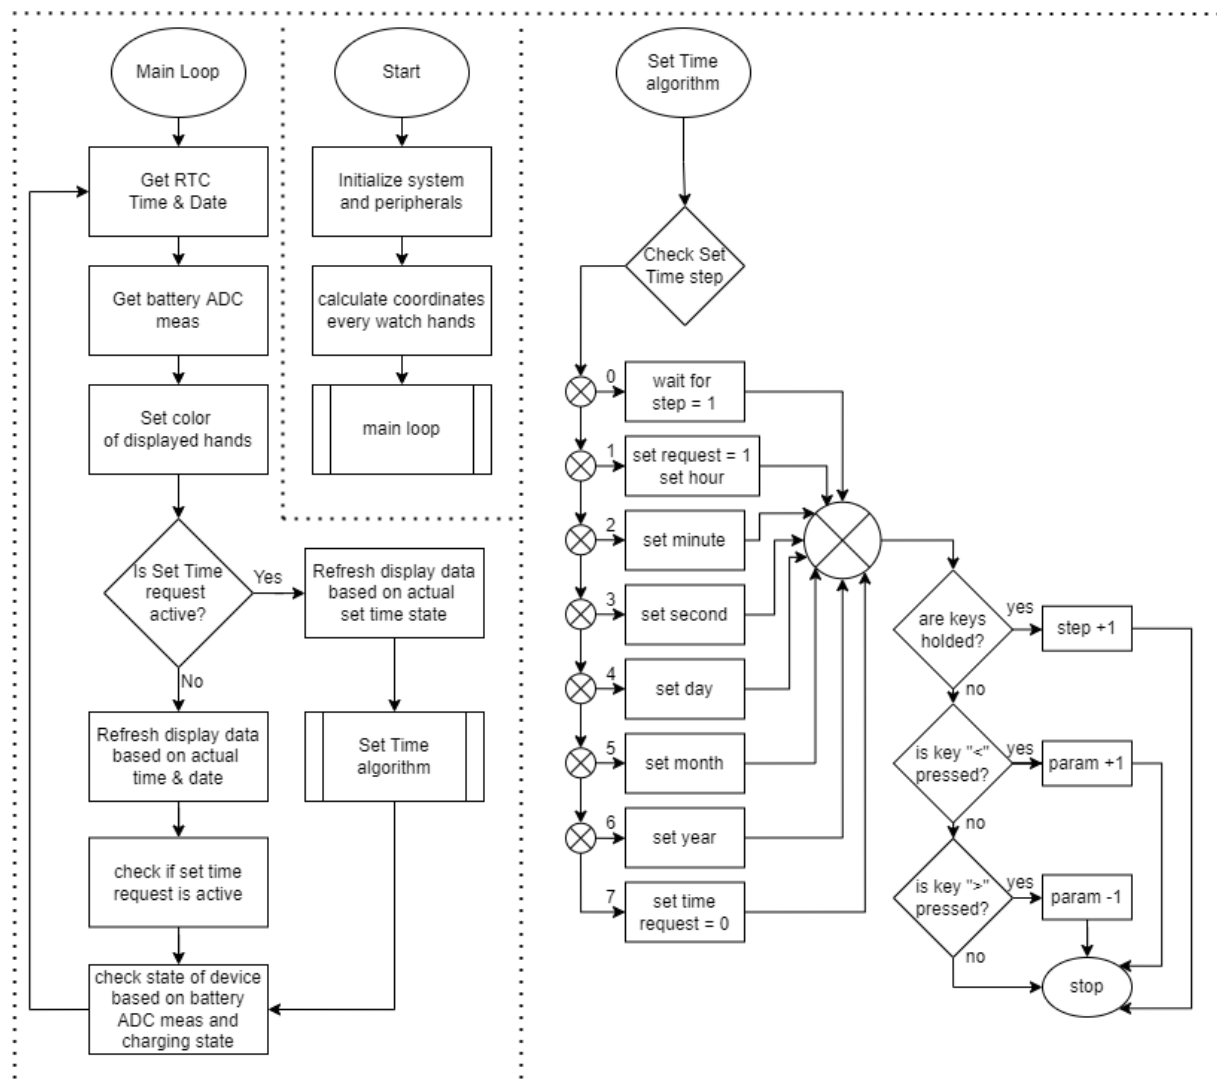 Main Loop
Get RTC
Time & Date
Get battery ADC
meas
Set color
of displayed hands
Is Set Time
request
active?
Yes
No
Refresh display data
based on actual
set time state
Set Time
algorithm
Refresh display data
based on actual
time & date
check if set time
request is active
check state of device
based on battery
ADC meas and
charging state
Start
Initialize system
and peripherals
calculate coordinates
every watch hands
main loop
Set Time
algorithm
Check Set
Time step
0
wait for
step = 1
1
set request = 1
set hour
2
set minute
3
set second
4
set day
5
set month
6
set year
7
set time
request = 0
are keys
holded?
yes
step +1
no
is key "<"
pressed?
yes
param +1
no
is key ">"
pressed?
yes
param -1
no
stop